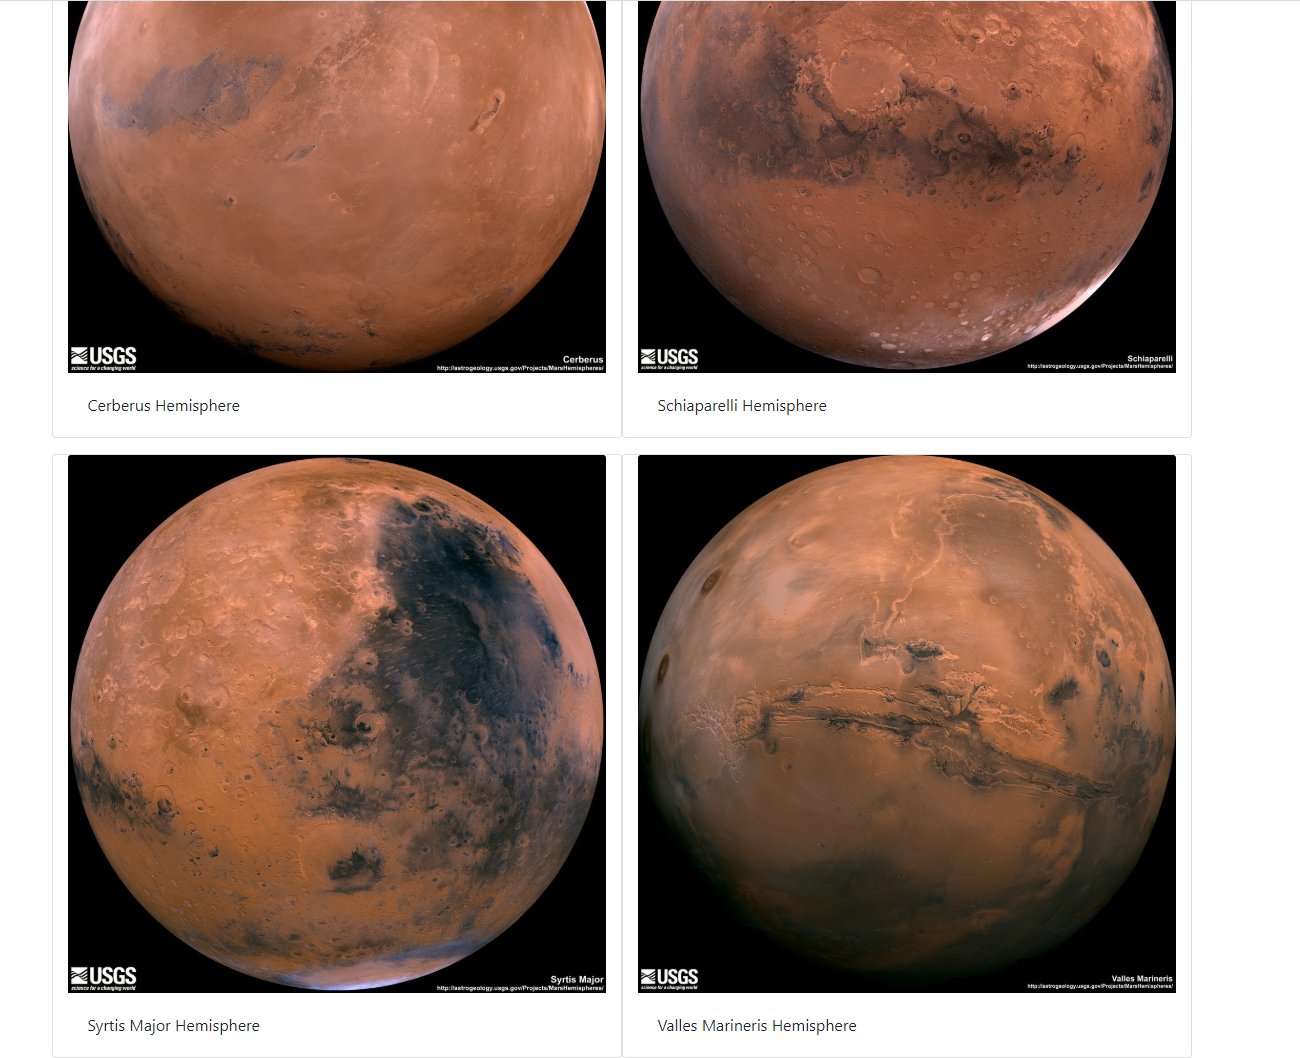 USGS
science for a changing world
Cerberus
http://astrogeology.usgs.gov/Projects/MarsHemispheres/
USGS
science for a changing world
Schiaparelli
http://astrogeology.usgs.gov/Projects/MarsHemispheres/
Cerberus Hemisphere
Schiaparelli Hemisphere
USGS
science for a changing world
Syrtis Major
http://astrogeology.usgs.gov/Projects/MarsHemispheres/
USGS
science for a changing world
Valles Marineris
http://astrogeology.usgs.gov/Projects/MarsHemispheres/
Syrtis Major Hemisphere
Valles Marineris Hemisphere